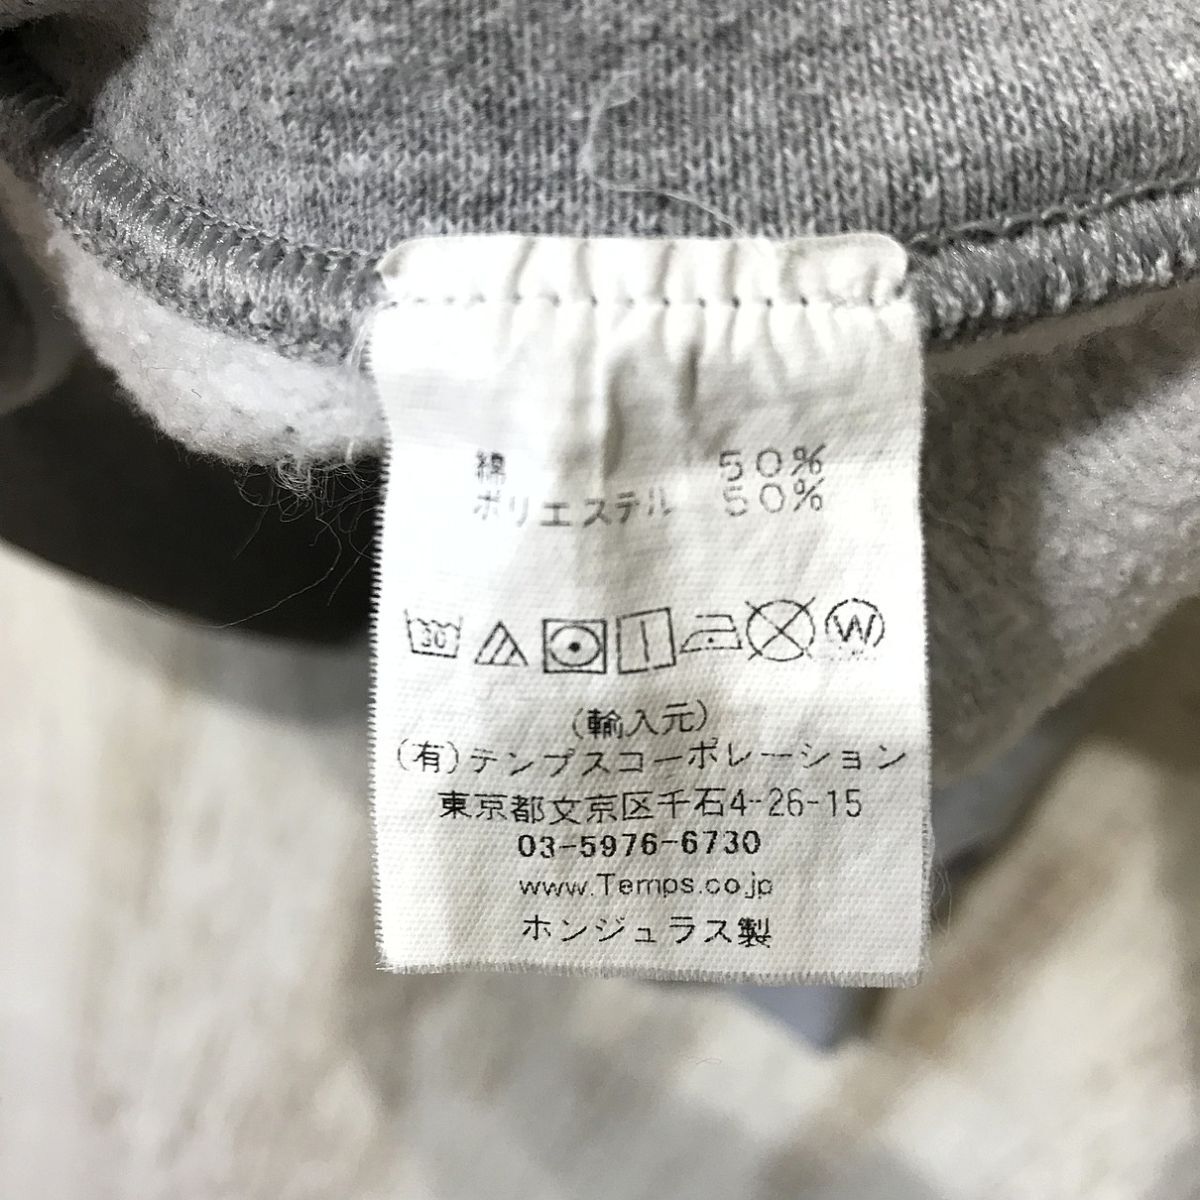 綿 50%
ポリエステル 50%
30 W
(輸入元)
(有)テンプスコーポレーション
東京都文京区千石4-26-15
03-5976-6730
www.Temps.co.jp
ホンジュラス製